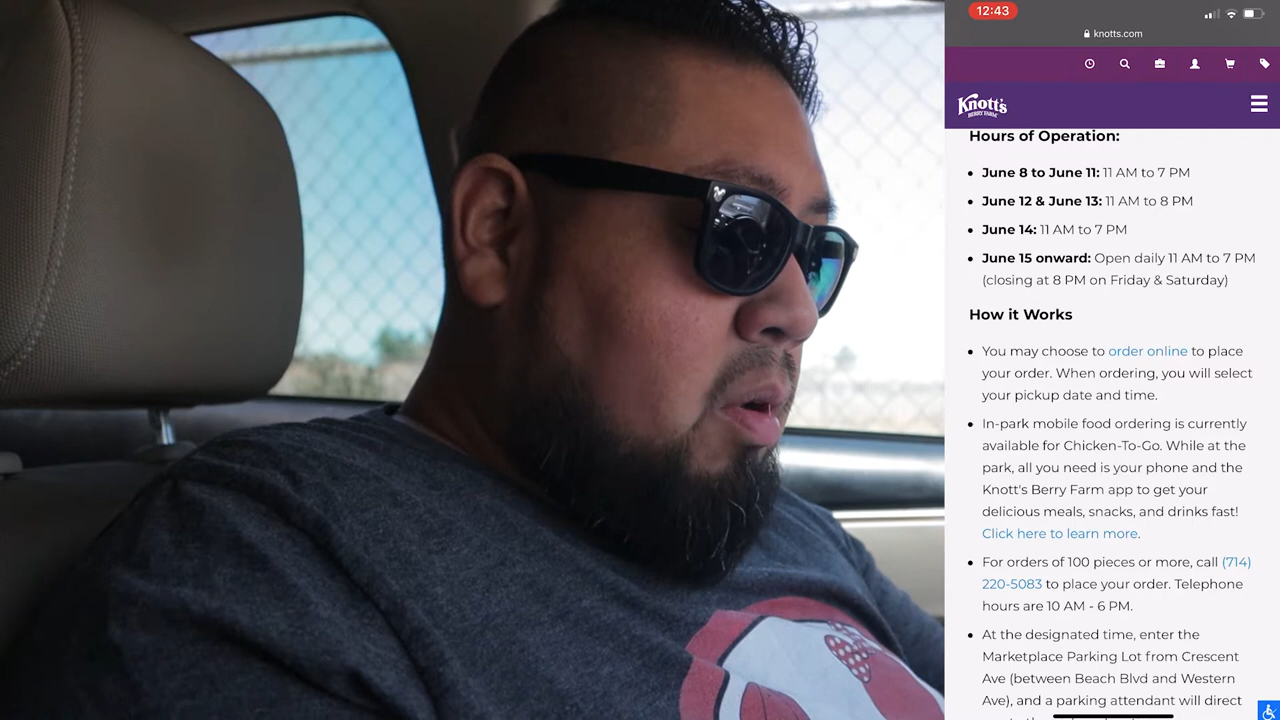 12:43
knotts.com
Knott's
BERRY FARM
Hours of Operation:
June 8 to June 11: 11 AM to 7 PM
June 12 & June 13: 11 AM to 8 PM
June 14: 11 AM to 7 PM
June 15 onward: Open daily 11 AM to 7 PM
(closing at 8 PM on Friday & Saturday)
How it Works
You may choose to order online to place
your order. When ordering, you will select
your pickup date and time.
In-park mobile food ordering is currently
available for Chicken-To-Go. While at the
park, all you need is your phone and the
Knott's Berry Farm app to get your
delicious meals, snacks, and drinks fast!
Click here to learn more.
For orders of 100 pieces or more, call (714)
220-5083 to place your order. Telephone
hours are 10 AM - 6 PM.
At the designated time, enter the
Marketplace Parking Lot from Crescent
Ave (between Beach Blvd and Western
Ave), and a parking attendant will direct